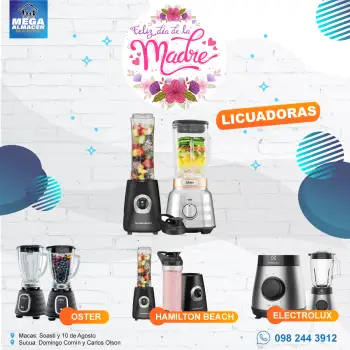 MEGA
ALMACEN
Feliz día de la
Madre
LICUADORAS
OSTER
HAMILTON BEACH
ELECTROLUX
Macas: Soasti y 10 de Agosto
Sucua: Domingo Comín y Carlos Olson
098 244 3912